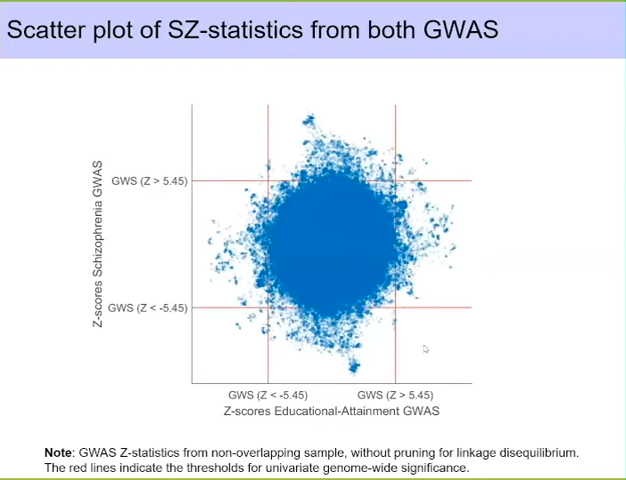 Scatter plot of SZ-statistics from both GWAS
Z-scores Schizophrenia GWAS
GWS (Z > 5.45)
GWS (Z < -5.45)
GWS (Z < -5.45)
GWS (Z > 5.45)
Z-scores Educational-Attainment GWAS
Note: GWAS Z-statistics from non-overlapping sample, without pruning for linkage disequilibrium.
The red lines indicate the thresholds for univariate genome-wide significance.